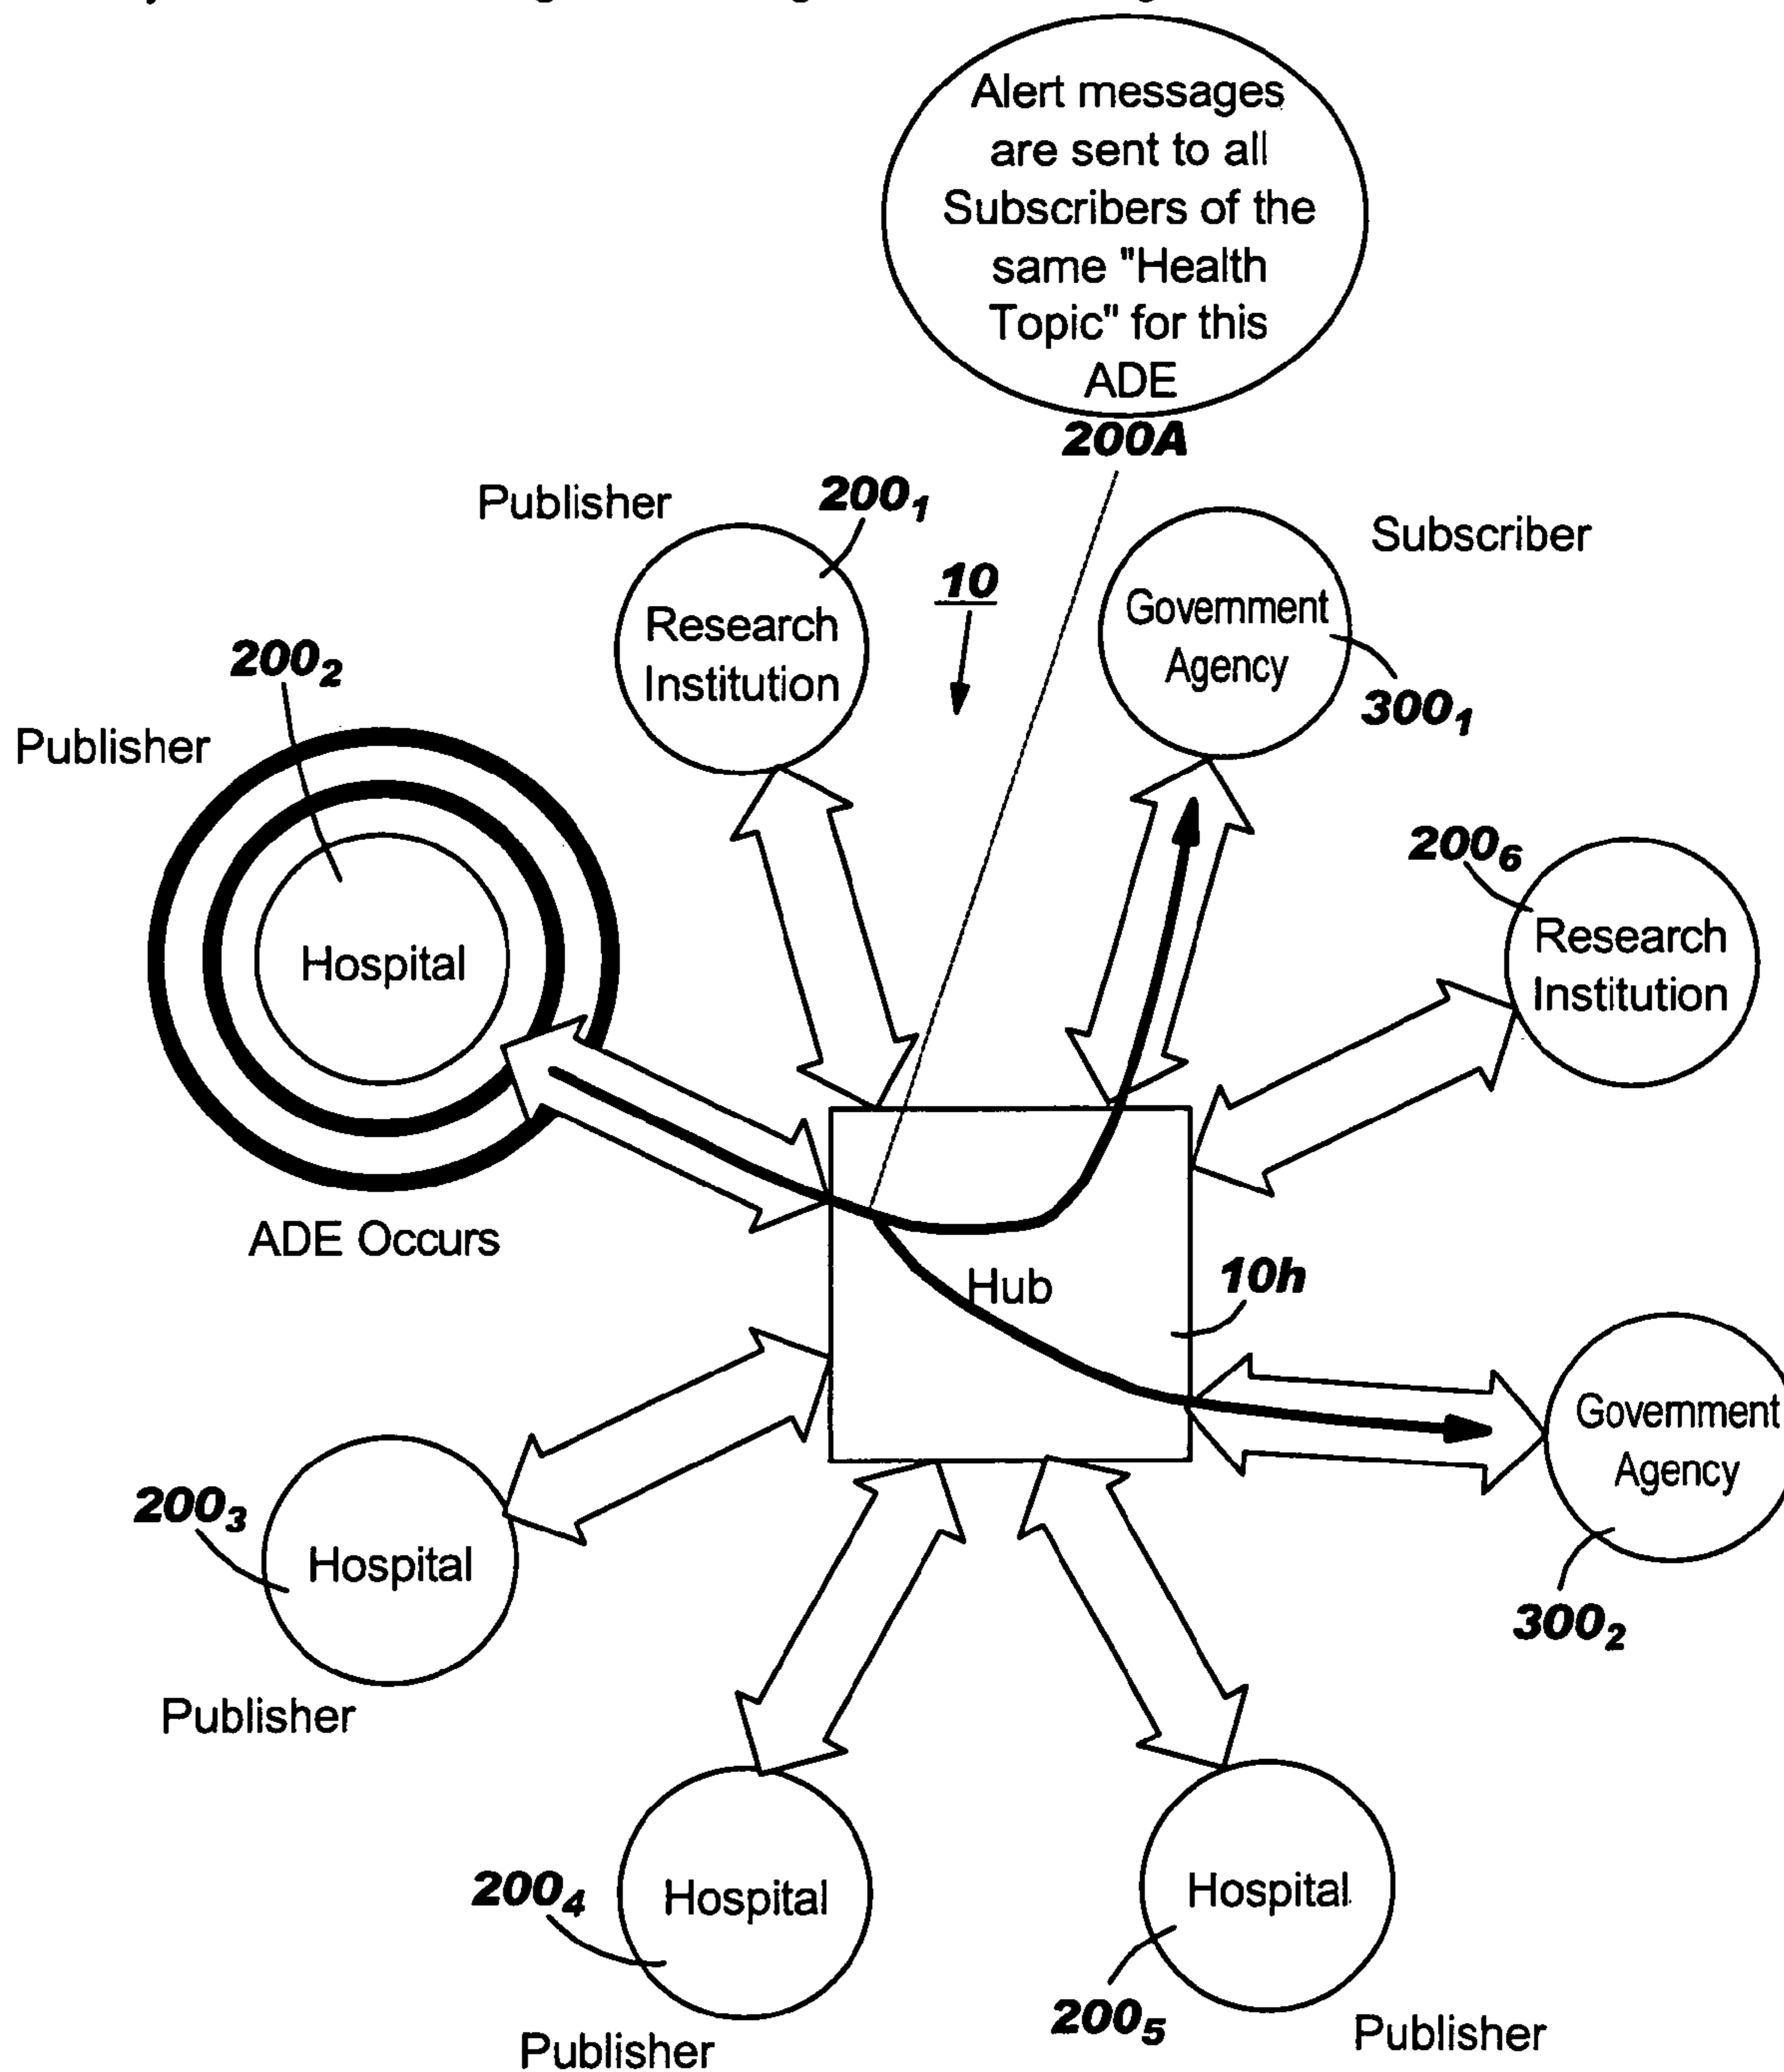 Alert messages
are sent to all
Subscribers of the
same "Health
Topic" for this
ADE
200A
Publisher
200₁
10
Subscriber
Research
Institution
Government
Agency
300₁
200₂
Publisher
Hospital
200₆
Research
Institution
ADE Occurs
Hub
10h
Government
Agency
300₂
200₃
Hospital
Publisher
200₄
Hospital
Publisher
Hospital
200₅
Publisher